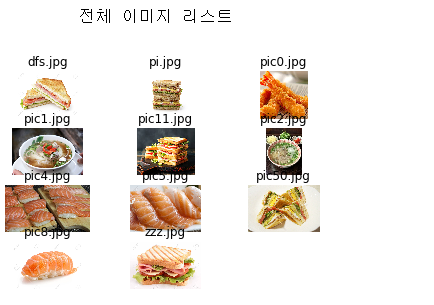 전체 이미지 리스트
dfs.jpg pi.jpg pic0.jpg
pic1.jpg pic11.jpg pic2.jpg
pic4.jpg pic5.jpg pic50.jpg
pic8.jpg zzz.jpg